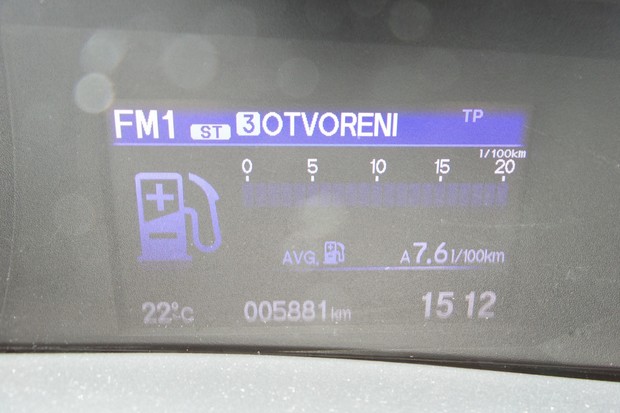 FM1 ST 3 OTVORENI TP
l/100km
0 5 10 15 20
AVG. A 7.6 l/100km
22°C 005881 km 15 12